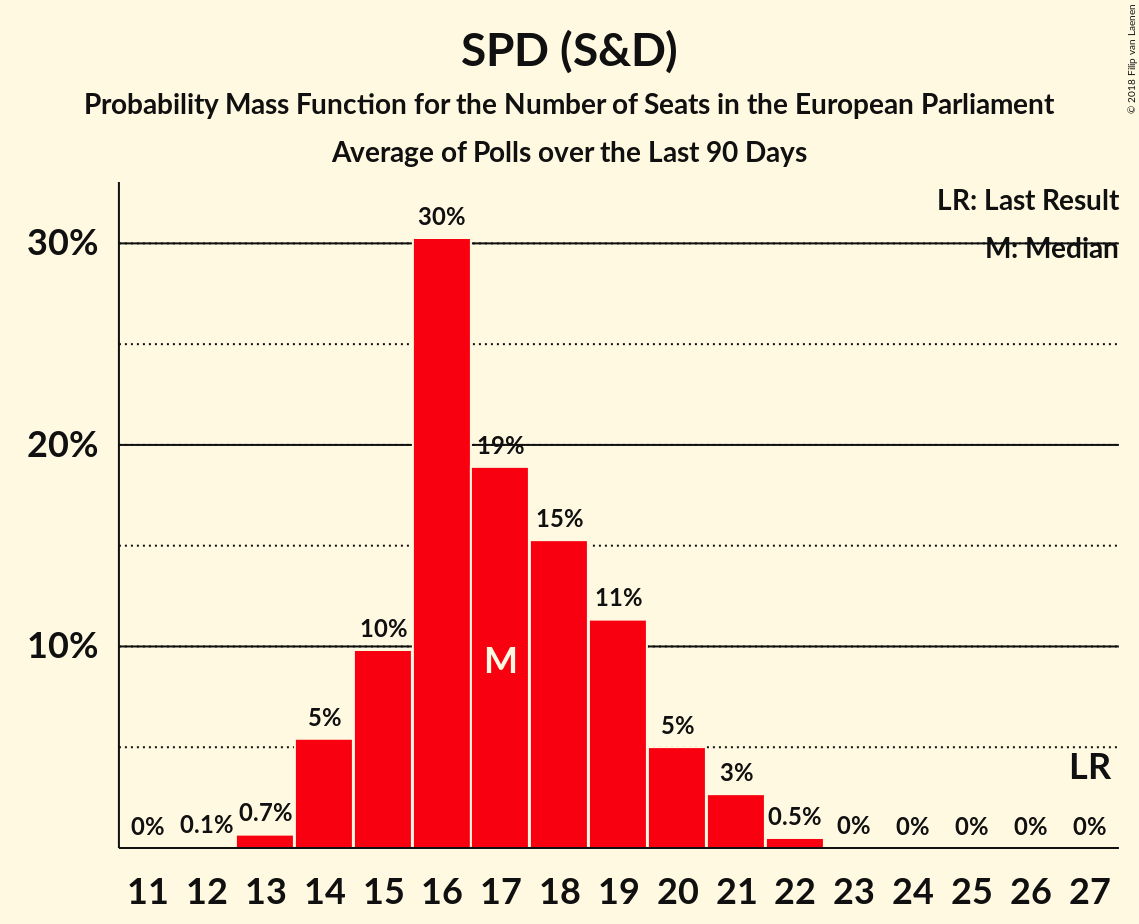 SPD (S&D)
Probability Mass Function for the Number of Seats in the European Parliament
Average of Polls over the Last 90 Days
© 2018 Filip van Laenen
LR: Last Result
M: Median
30%
20%
10%
0%
0.1%
0.7%
5%
10%
30%
19%
15%
11%
5%
3%
0.5%
0%
0%
0%
0%
0%
M
LR
11 12 13 14 15 16 17 18 19 20 21 22 23 24 25 26 27